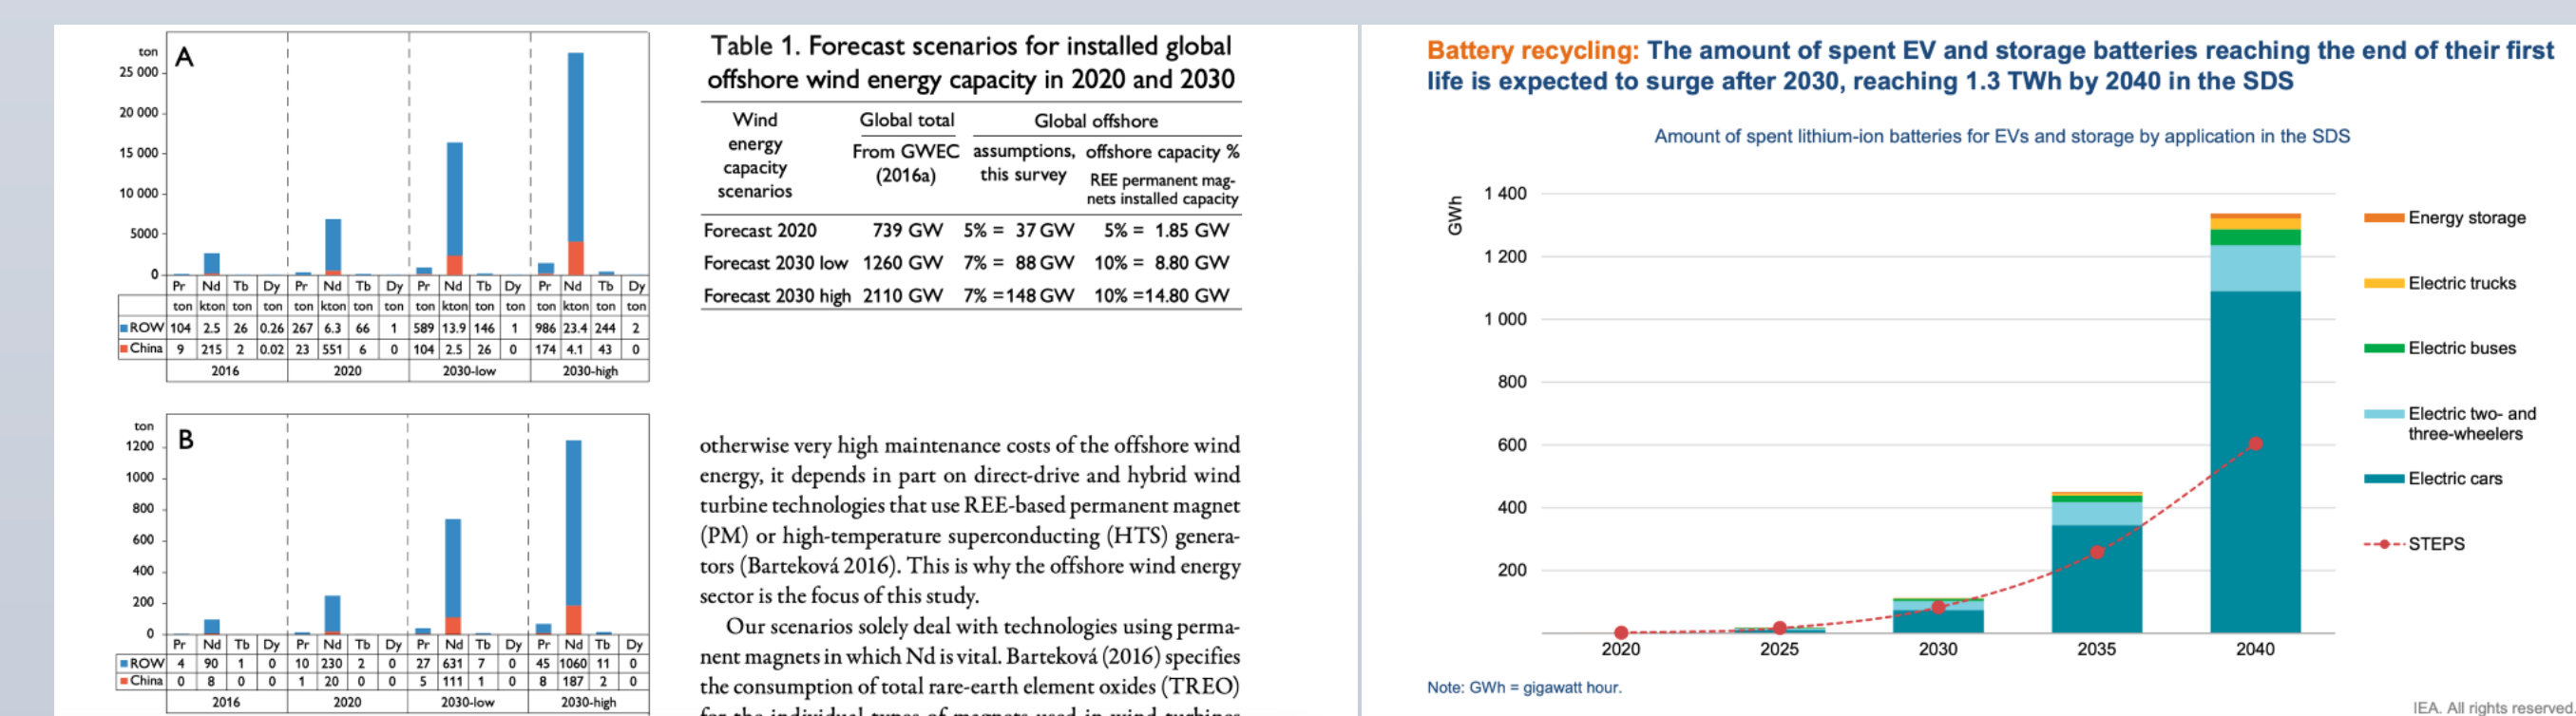 A
ton
25 000
20 000
15 000
10 000
5000
0
Pr Nd Tb Dy Pr Nd Tb Dy Pr Nd Tb Dy Pr Nd Tb Dy
ton kton ton ton ton kton ton ton ton kton ton ton ton kton ton ton
ROW 104 2.5 26 0.26 267 6.3 66 1 589 13.9 146 1 986 23.4 244 2
China 9 215 2 0.02 23 551 6 0 104 2.5 26 0 174 4.1 43 0
2016 2020 2030-low 2030-high
B
ton
1200
1000
800
600
400
200
0
Pr Nd Tb Dy Pr Nd Tb Dy Pr Nd Tb Dy Pr Nd Tb Dy
ROW 4 90 1 0 10 230 2 0 27 631 7 0 45 1060 11 0
China 0 8 0 0 1 20 0 0 5 111 1 0 8 187 2 0
2016 2020 2030-low 2030-high
Table 1. Forecast scenarios for installed global
offshore wind energy capacity in 2020 and 2030
Wind
energy
capacity
scenarios
Global total
From GWEC
(2016a)
Global offshore
assumptions,
this survey
offshore capacity %
REE permanent mag-
nets installed capacity
Forecast 2020 739 GW 5% = 37 GW 5% = 1.85 GW
Forecast 2030 low 1260 GW 7% = 88 GW 10% = 8.80 GW
Forecast 2030 high 2110 GW 7% =148 GW 10% =14.80 GW
otherwise very high maintenance costs of the offshore wind
energy, it depends in part on direct-drive and hybrid wind
turbine technologies that use REE-based permanent magnet
(PM) or high-temperature superconducting (HTS) genera-
tors (Barteková 2016). This is why the offshore wind energy
sector is the focus of this study.
Our scenarios solely deal with technologies using perma-
nent magnets in which Nd is vital. Barteková (2016) specifies
the consumption of total rare-earth element oxides (TREO)
for the individual types of magnets used in wind turbines
Battery recycling: The amount of spent EV and storage batteries reaching the end of their first
life is expected to surge after 2030, reaching 1.3 TWh by 2040 in the SDS
Amount of spent lithium-ion batteries for EVs and storage by application in the SDS
GWh
1 400
1 200
1 000
800
600
400
200
2020 2025 2030 2035 2040
Energy storage
Electric trucks
Electric buses
Electric two- and
three-wheelers
Electric cars
STEPS
Note: GWh = gigawatt hour.
IEA. All rights reserved.